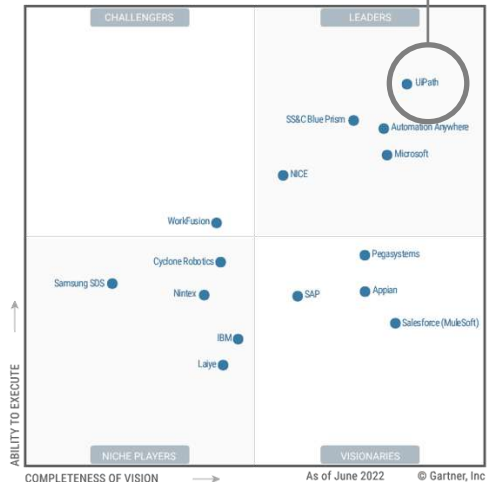 CHALLENGERS
LEADERS
UiPath
SS&C Blue Prism
Automation Anywhere
Microsoft
NICE
WorkFusion
Pegasystems
Cyclone Robotics
Samsung SDS
Nintex
SAP
Appian
Salesforce (MuleSoft)
IBM
Laiye
ABILITY TO EXECUTE
NICHE PLAYERS
VISIONARIES
COMPLETENESS OF VISION
As of June 2022
© Gartner, Inc